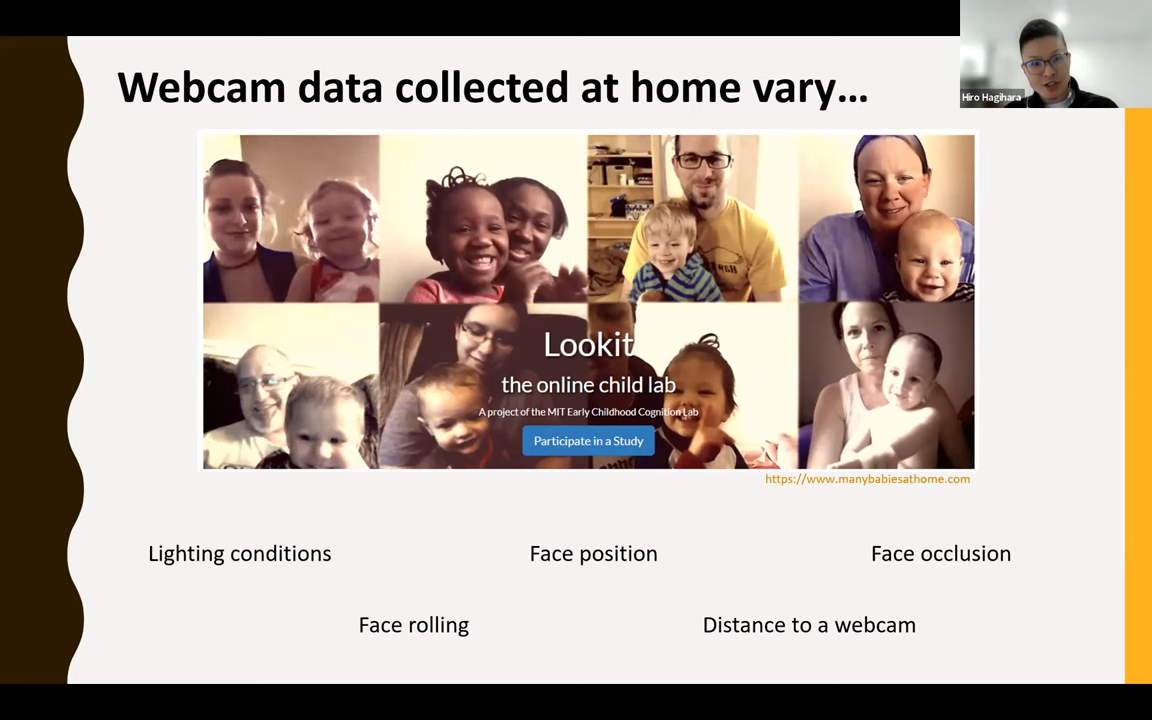 Webcam data collected at home vary...
Hiro Hagihara
Lookit
the online child lab
A project of the MIT Early Childhood Cognition Lab
Participate in a Study
https://www.manybabiesathome.com
Lighting conditions
Face position
Face occlusion
Face rolling
Distance to a webcam